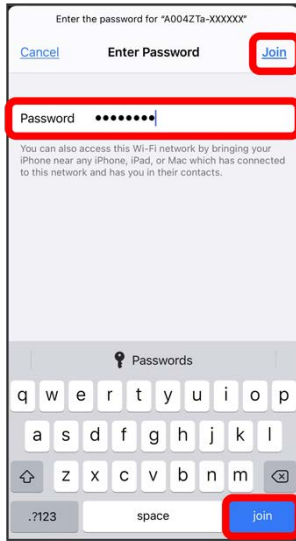 Enter the password for “A004ZTa-XXXXXX”
Cancel Enter Password Join
Password ••••••••
You can also access this Wi-Fi network by bringing your
iPhone near any iPhone, iPad, or Mac which has connected
to this network and has you in their contacts.
Passwords
q w e r t y u i o p
a s d f g h j k l
z x c v b n m
.?123 space join